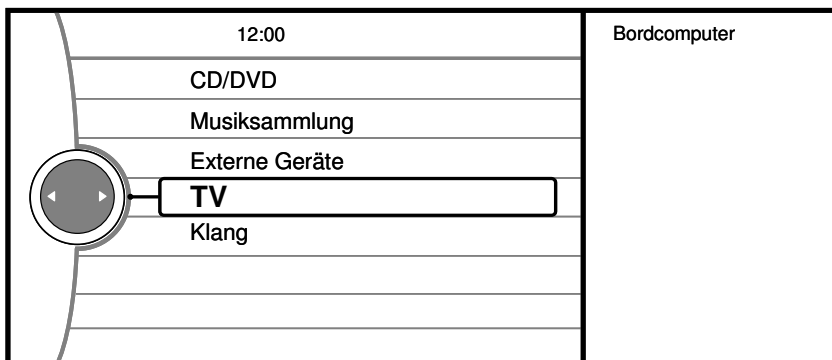 12:00
Bordcomputer
CD/DVD
Musiksammlung
Externe Geräte
TV
Klang